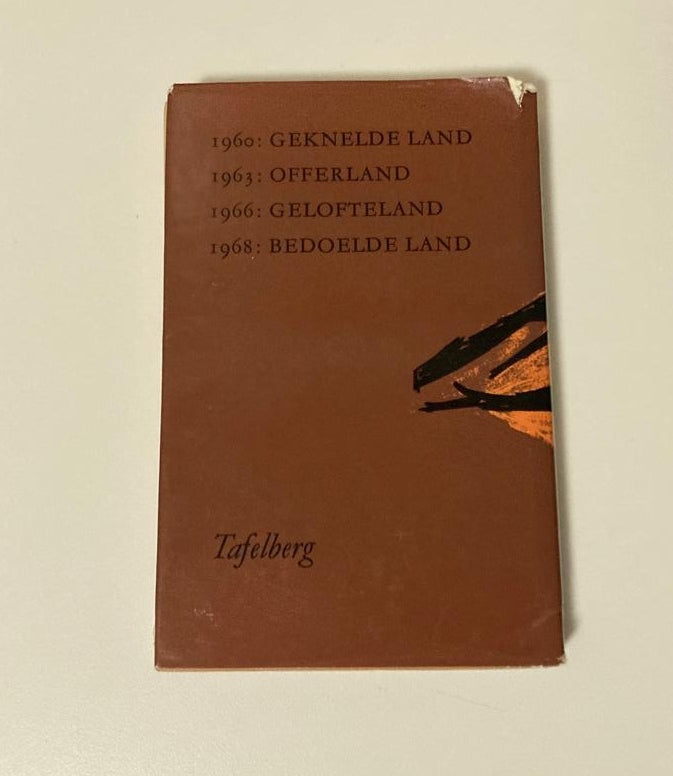 1960: GEKNELDE LAND
1963: OFFERLAND
1966: GELOFTELAND
1968: BEDOELDE LAND
Tafelberg